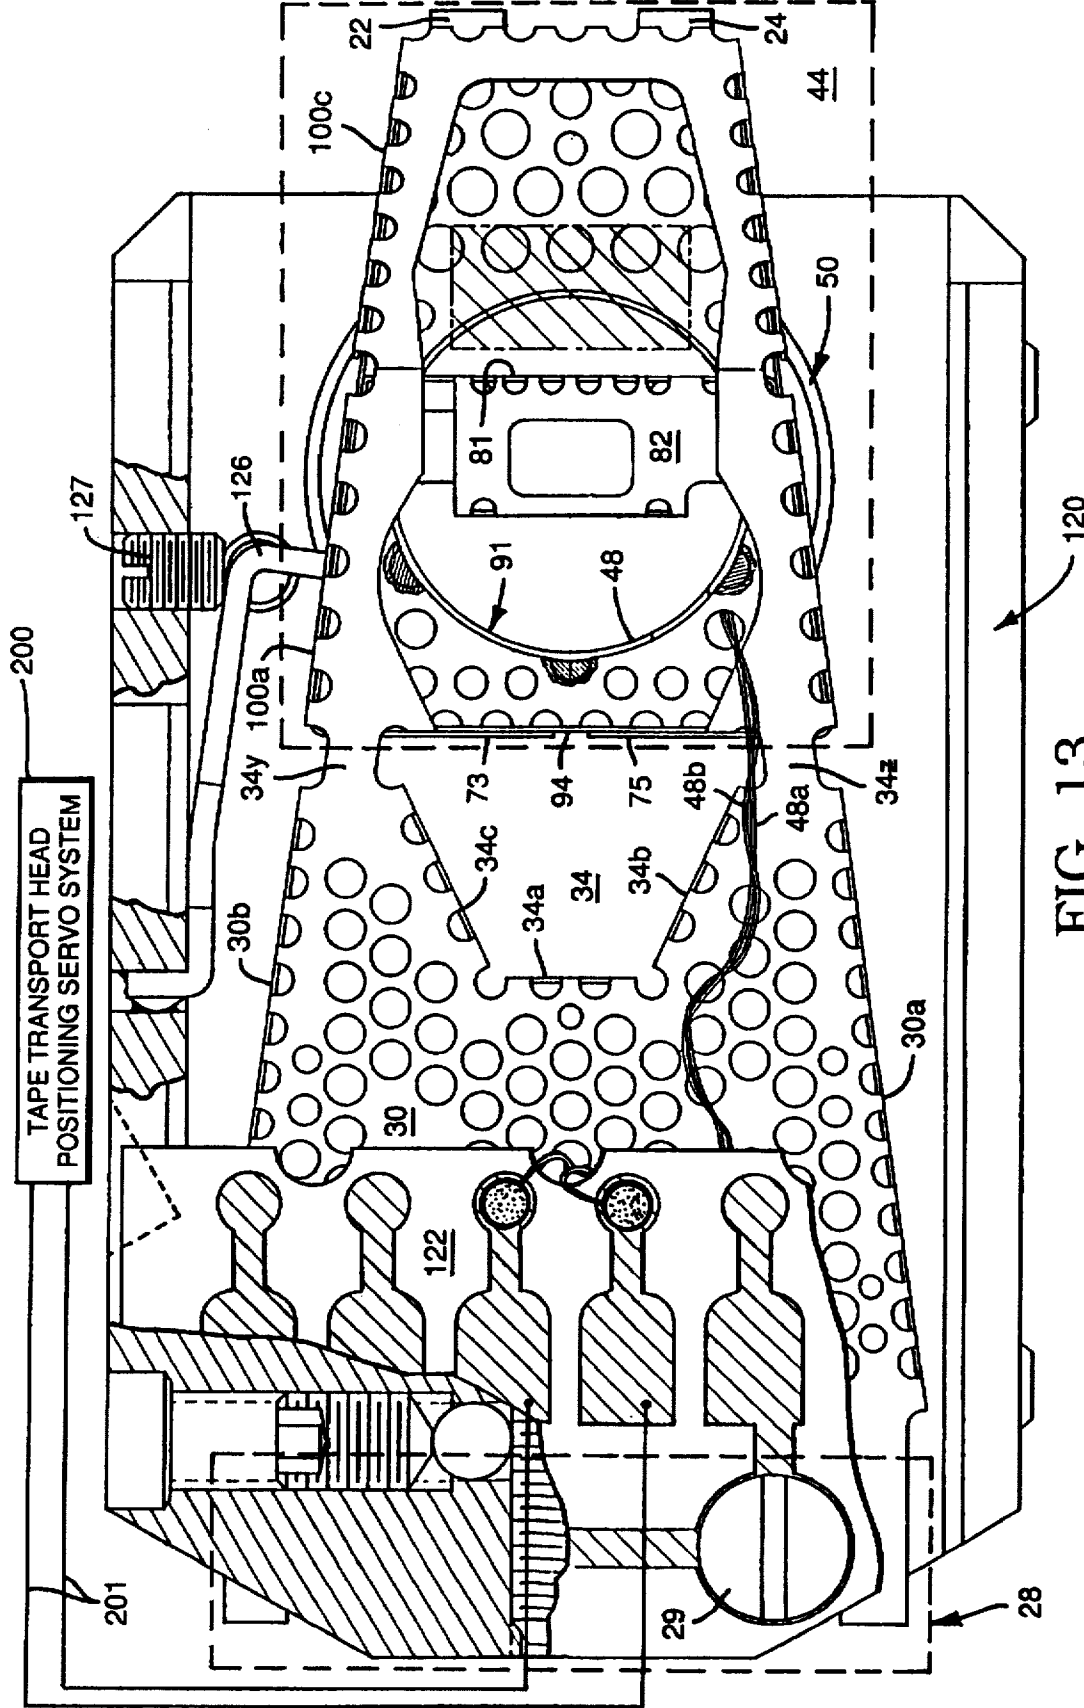 TAPE TRANSPORT HEAD
POSITIONING SERVO SYSTEM
200
201
127
126
22
24
44
100c
100a
50
81
82
91
48
34y
34z
73
94
75
48b
48a
34c
34
34b
34a
30b
30
30a
122
120
29
28
FIG. 13